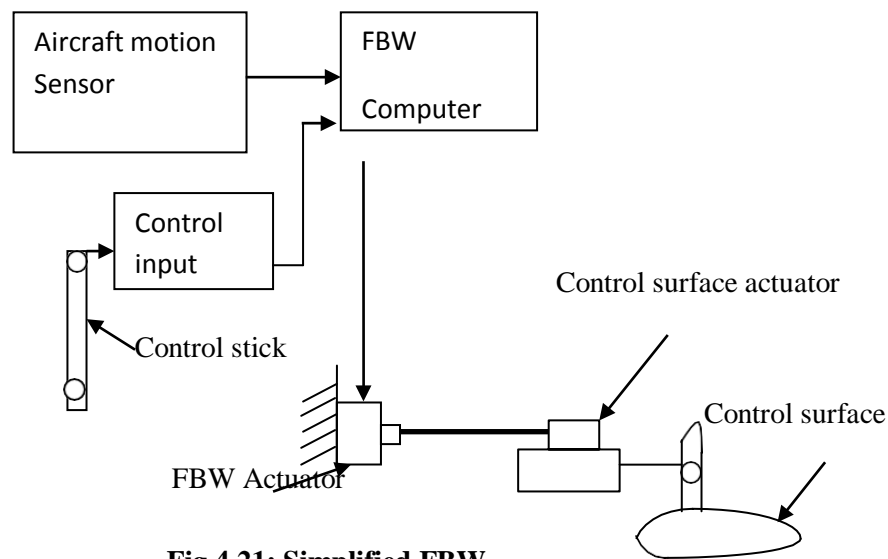 Aircraft motion
Sensor
FBW
Computer
Control
input
Control surface actuator
Control stick
Control surface
FBW Actuator
Fig 4.21: Simplified FBW